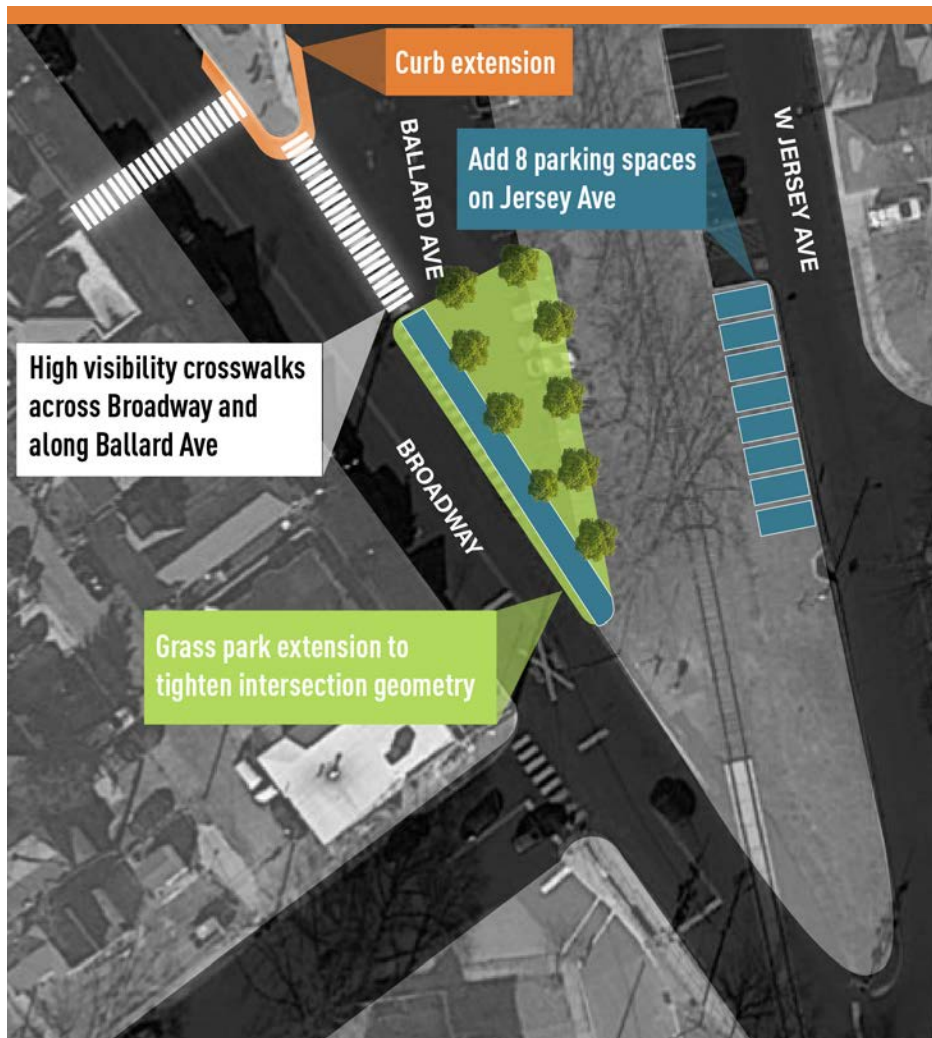 Curb extension
BALLARD AVE
W JERSEY AVE
Add 8 parking spaces
on Jersey Ave
High visibility crosswalks
across Broadway and
along Ballard Ave
BROADWAY
Grass park extension to
tighten intersection geometry